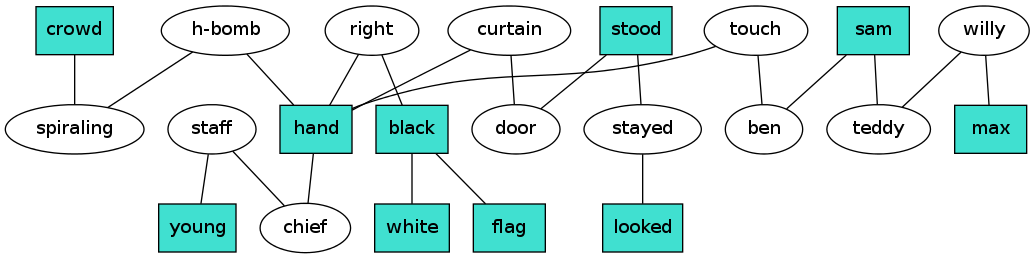 crowd h-bomb right curtain stood touch sam willy
spiraling staff hand black door stayed ben teddy max
young chief white flag looked